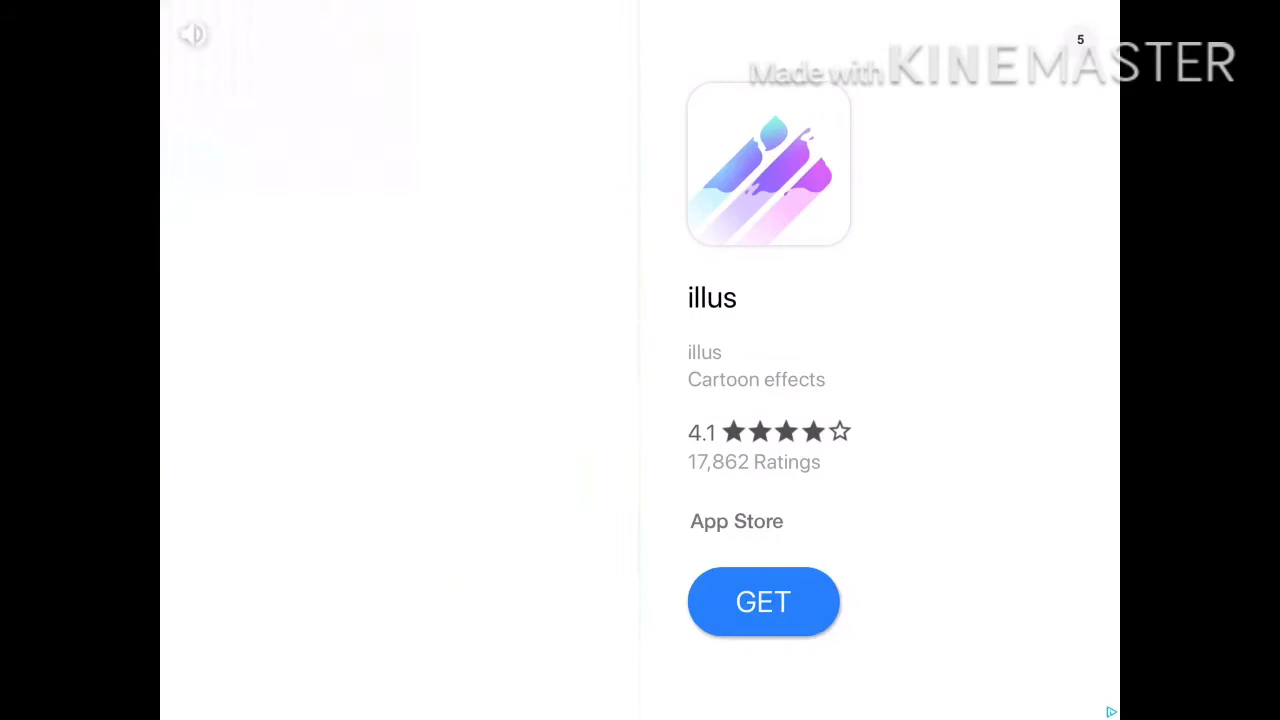 5
Made with KINEMASTER
illus
illus
Cartoon effects
4.1
17,862 Ratings
App Store
GET